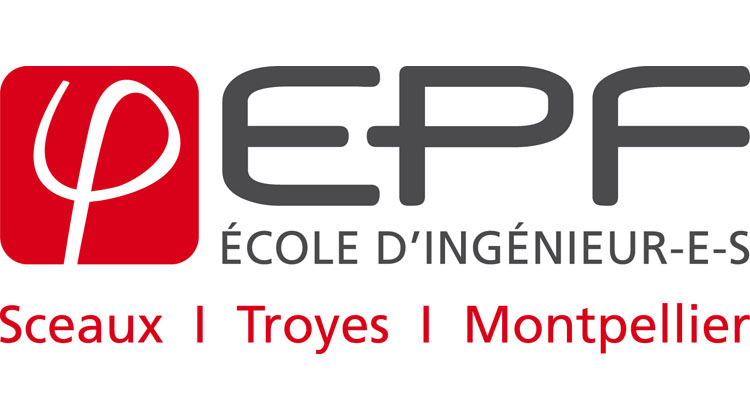 φ EPF
ÉCOLE D'INGÉNIEUR-E-S
Sceaux I Troyes I Montpellier